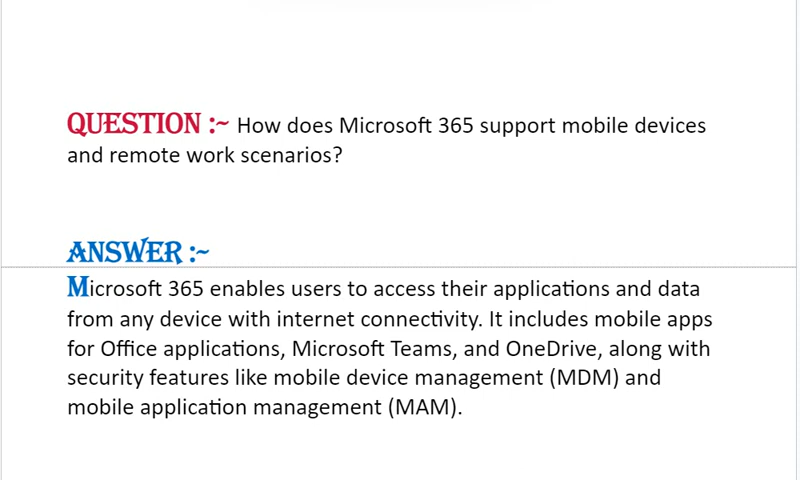 QUESTION :~ How does Microsoft 365 support mobile devices
and remote work scenarios?
ANSWER :~
Microsoft 365 enables users to access their applications and data
from any device with internet connectivity. It includes mobile apps
for Office applications, Microsoft Teams, and OneDrive, along with
security features like mobile device management (MDM) and
mobile application management (MAM).